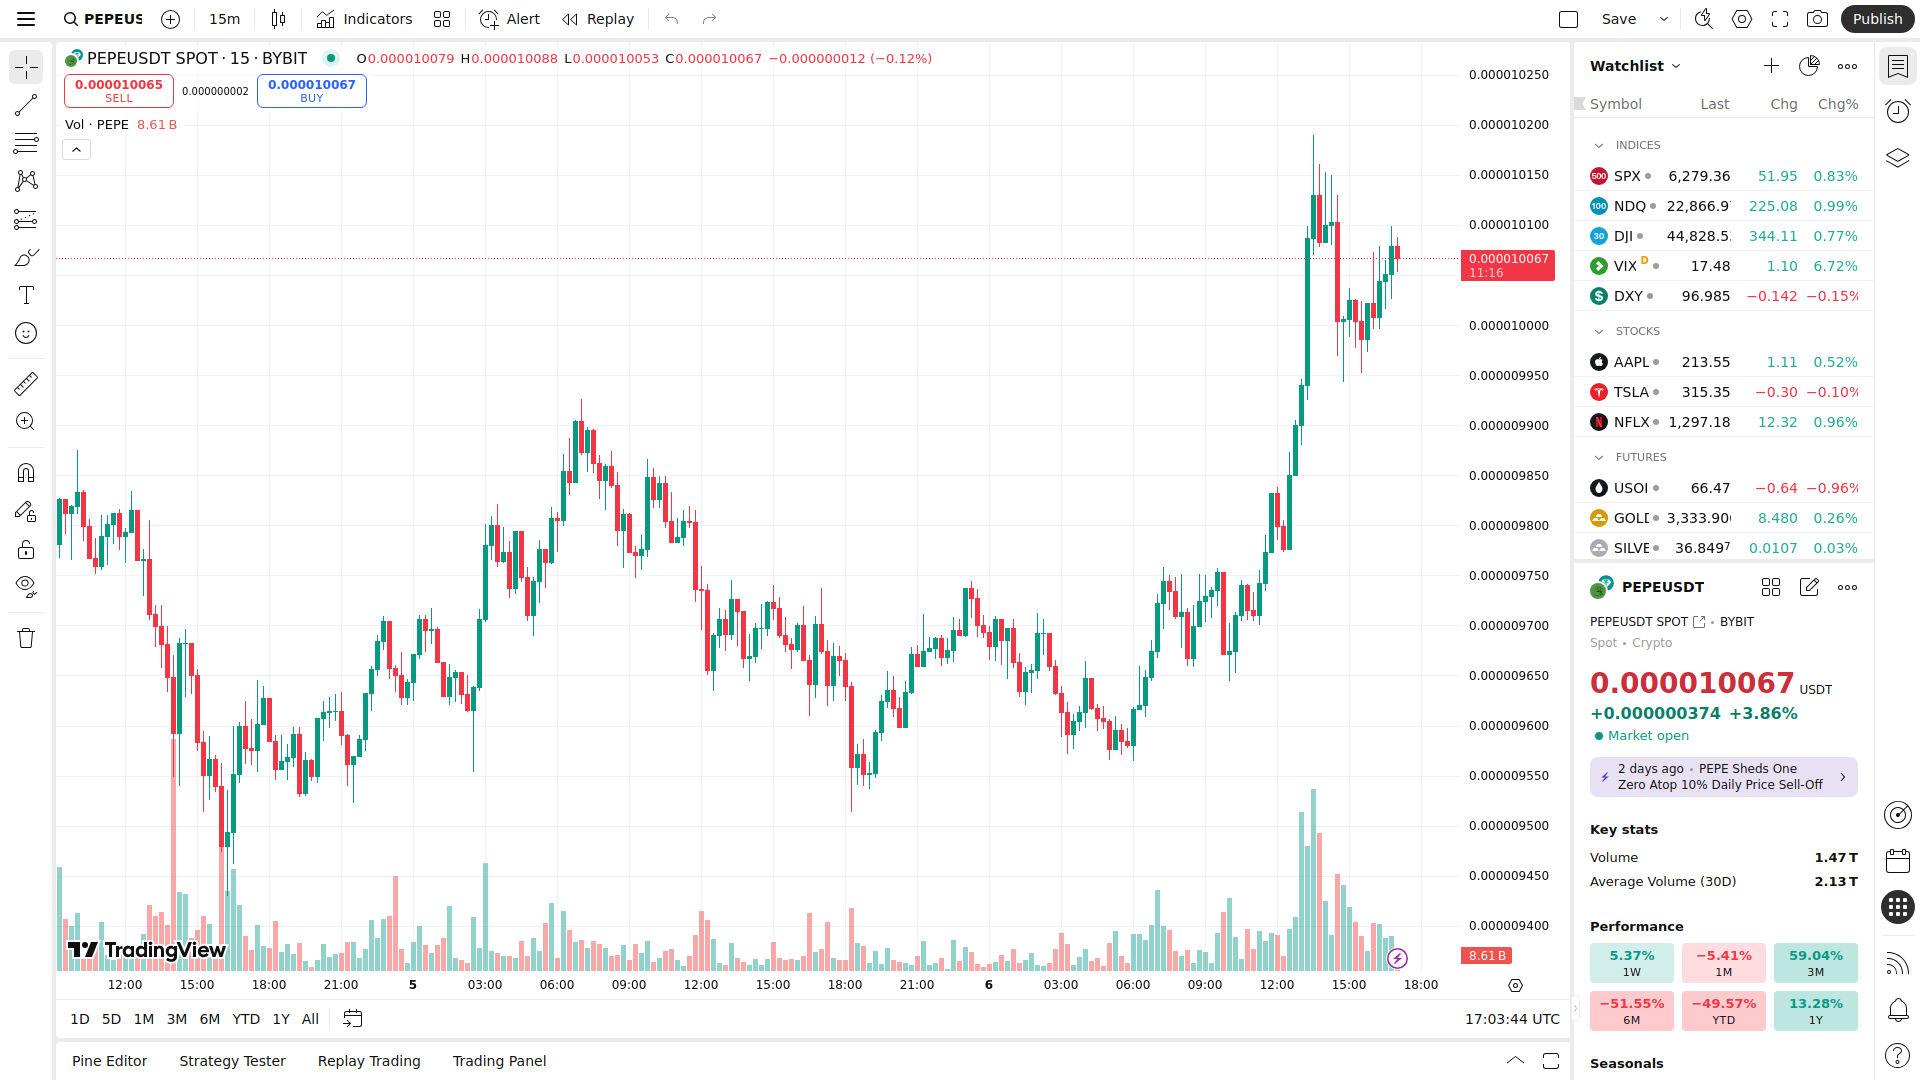 PEPEUS
15m
Indicators
Alert
Replay
Save
Publish
PEPEUSDT SPOT · 15 · BYBIT
O0.000010079 H0.000010088 L0.000010053 C0.000010067 −0.000000012 (−0.12%)
0.000010065
SELL
0.000000002
0.000010067
BUY
Vol · PEPE 8.61 B
0.000010250
0.000010200
0.000010150
0.000010100
0.000010067
11:16
0.000010000
0.000009950
0.000009900
0.000009850
0.000009800
0.000009750
0.000009700
0.000009650
0.000009600
0.000009550
0.000009500
0.000009450
0.000009400
8.61 B
TradingView
12:00 15:00 18:00 21:00 5 03:00 06:00 09:00 12:00 15:00 18:00 21:00 6 03:00 06:00 09:00 12:00 15:00 18:00
1D 5D 1M 3M 6M YTD 1Y All
17:03:44 UTC
Pine Editor
Strategy Tester
Replay Trading
Trading Panel
Watchlist
Symbol Last Chg Chg%
INDICES
500 SPX 6,279.36 51.95 0.83%
100 NDQ 22,866.9 225.08 0.99%
30 DJI 44,828.5 344.11 0.77%
VIX D 17.48 1.10 6.72%
DXY 96.985 −0.142 −0.15%
STOCKS
AAPL 213.55 1.11 0.52%
TSLA 315.35 −0.30 −0.10%
NFLX 1,297.18 12.32 0.96%
FUTURES
USOI 66.47 −0.64 −0.96%
GOLD 3,333.90 8.480 0.26%
SILVE 36.8497 0.0107 0.03%
PEPEUSDT
PEPEUSDT SPOT • BYBIT
Spot • Crypto
0.000010067 USDT
+0.000000374 +3.86%
Market open
2 days ago • PEPE Sheds One
Zero Atop 10% Daily Price Sell-Off
Key stats
Volume 1.47 T
Average Volume (30D) 2.13 T
Performance
5.37%
1W
−5.41%
1M
59.04%
3M
−51.55%
6M
−49.57%
YTD
13.28%
1Y
Seasonals